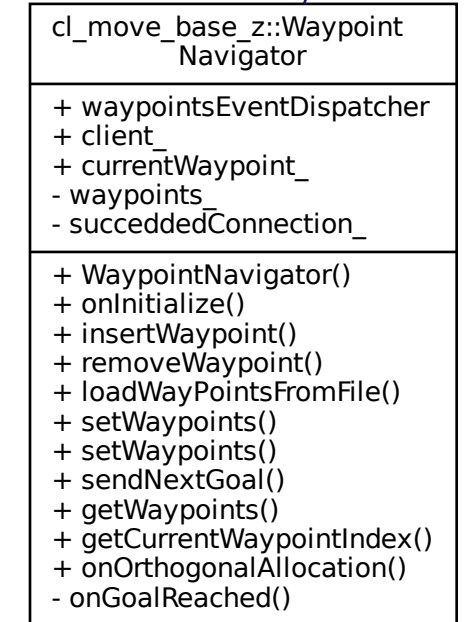 cl_move_base_z::Waypoint
Navigator
+ waypointsEventDispatcher
+ client_
+ currentWaypoint_
- waypoints_
- succeddedConnection_
+ WaypointNavigator()
+ onInitialize()
+ insertWaypoint()
+ removeWaypoint()
+ loadWayPointsFromFile()
+ setWaypoints()
+ setWaypoints()
+ sendNextGoal()
+ getWaypoints()
+ getCurrentWaypointIndex()
+ onOrthogonalAllocation()
- onGoalReached()